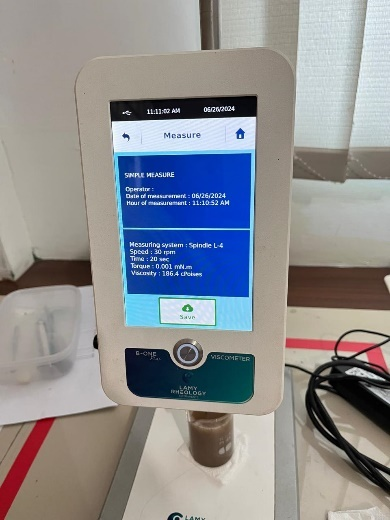 11:11:02 AM 06/26/2024
Measure
SIMPLE MEASURE
Operator :
Date of measurement : 06/26/2024
Hour of measurement : 11:10:52 AM
Measuring system : Spindle L-4
Speed : 30 rpm
Time : 20 sec
Torque : 0.001 mN.m
Viscosity : 186.4 cPoises
Save
B-ONE Plus VISCOMETER
LAMY
RHEOLOGY
LAMY